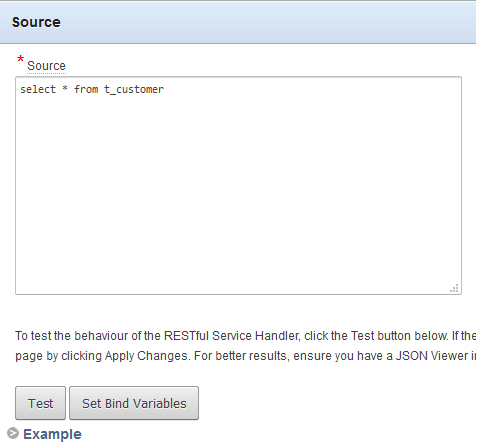 Source
* Source
select * from t_customer
To test the behaviour of the RESTful Service Handler, click the Test button below. If the
page by clicking Apply Changes. For better results, ensure you have a JSON Viewer
Test Set Bind Variables
Example